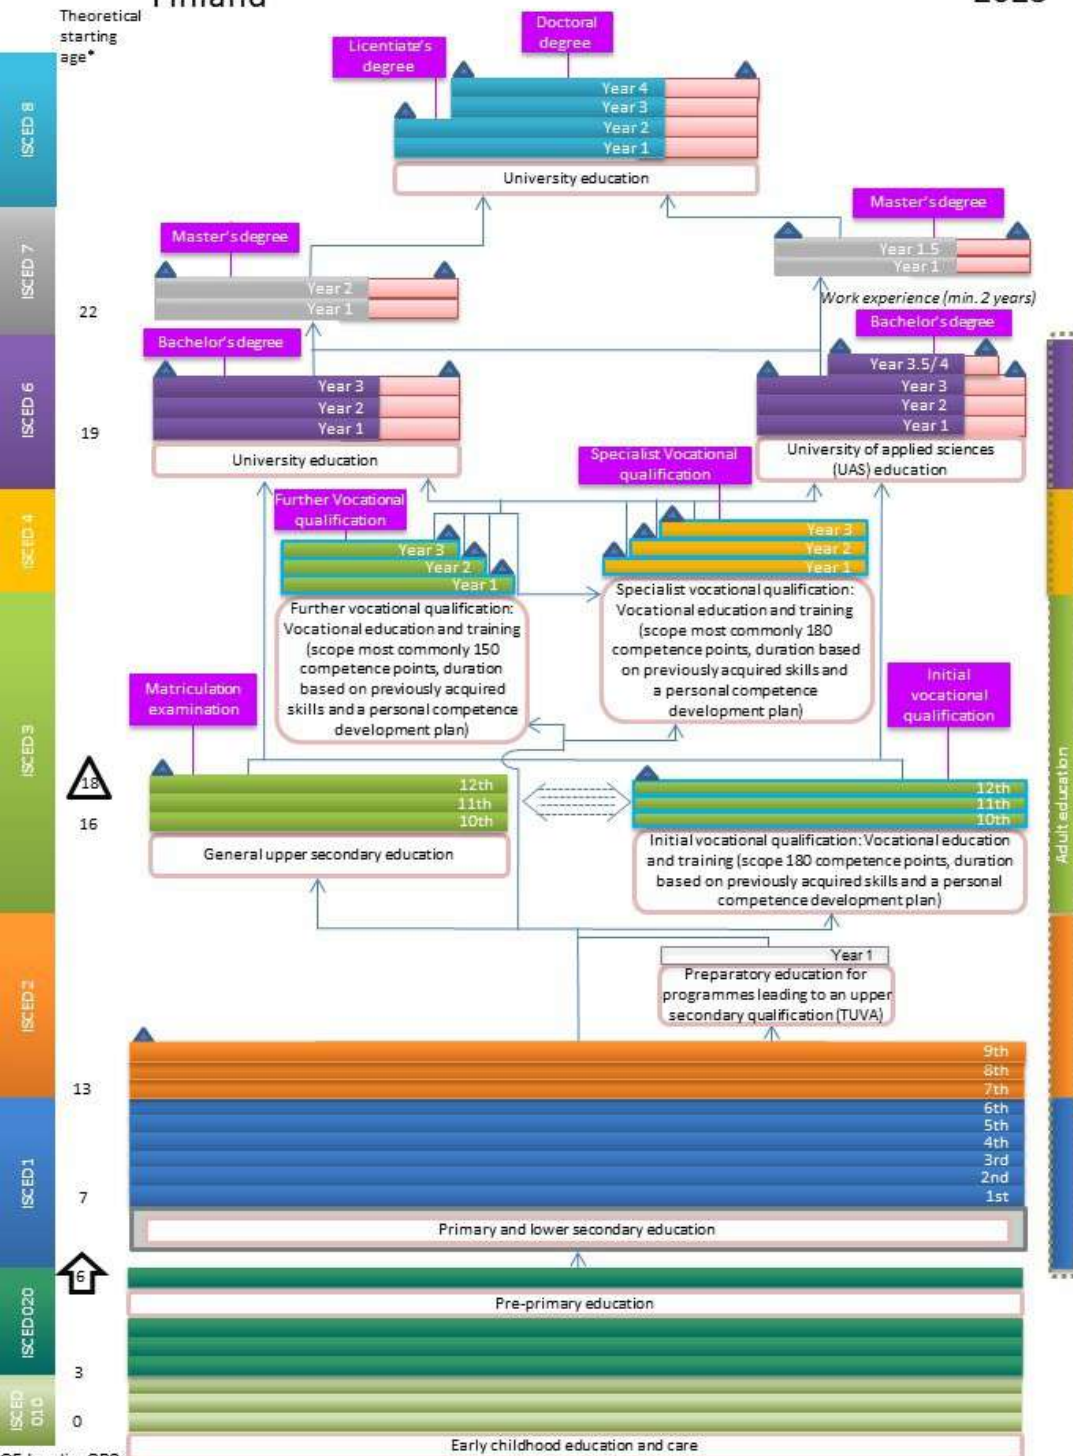 Theoretical
starting
age*
Finland
2023
Doctoral
degree
Licentiate's
degree
ISCED 8
Year 4
Year 3
Year 2
Year 1
University education
Master's degree
Master's degree
ISCED 7
Year 1.5
Year 1
Year 2
Year 1
22
Work experience (min. 2 years)
Bachelor's degree
Bachelor's degree
ISCED 6
Year 3.5/4
Year 3
Year 2
Year 1
Year 3
Year 2
Year 1
19
University education
University of applied sciences
(UAS) education
Specialist Vocational
qualification
Further Vocational
qualification
ISCED 4
Year 3
Year 2
Year 1
Year 3
Year 2
Year 1
Further vocational qualification:
Vocational education and training
(scope most commonly 150
competence points, duration
based on previously acquired
skills and a personal competence
development plan)
Specialist vocational qualification:
Vocational education and training
(scope most commonly 180
competence points, duration based
on previously acquired skills and
a personal competence
development plan)
Matriculation
examination
Initial
vocational
qualification
ISCED 3
18
16
12th
11th
10th
12th
11th
10th
General upper secondary education
Initial vocational qualification: Vocational education
and training (scope 180 competence points, duration
based on previously acquired skills and a personal
competence development plan)
Adult education
Year 1
Preparatory education for
programmes leading to an upper
secondary qualification (TUVA)
ISCED 2
13
9th
8th
7th
6th
5th
4th
3rd
2nd
1st
ISCED 1
7
Primary and lower secondary education
6
ISCED 020
Pre-primary education
3
ISCED
010
0
Early childhood education and care